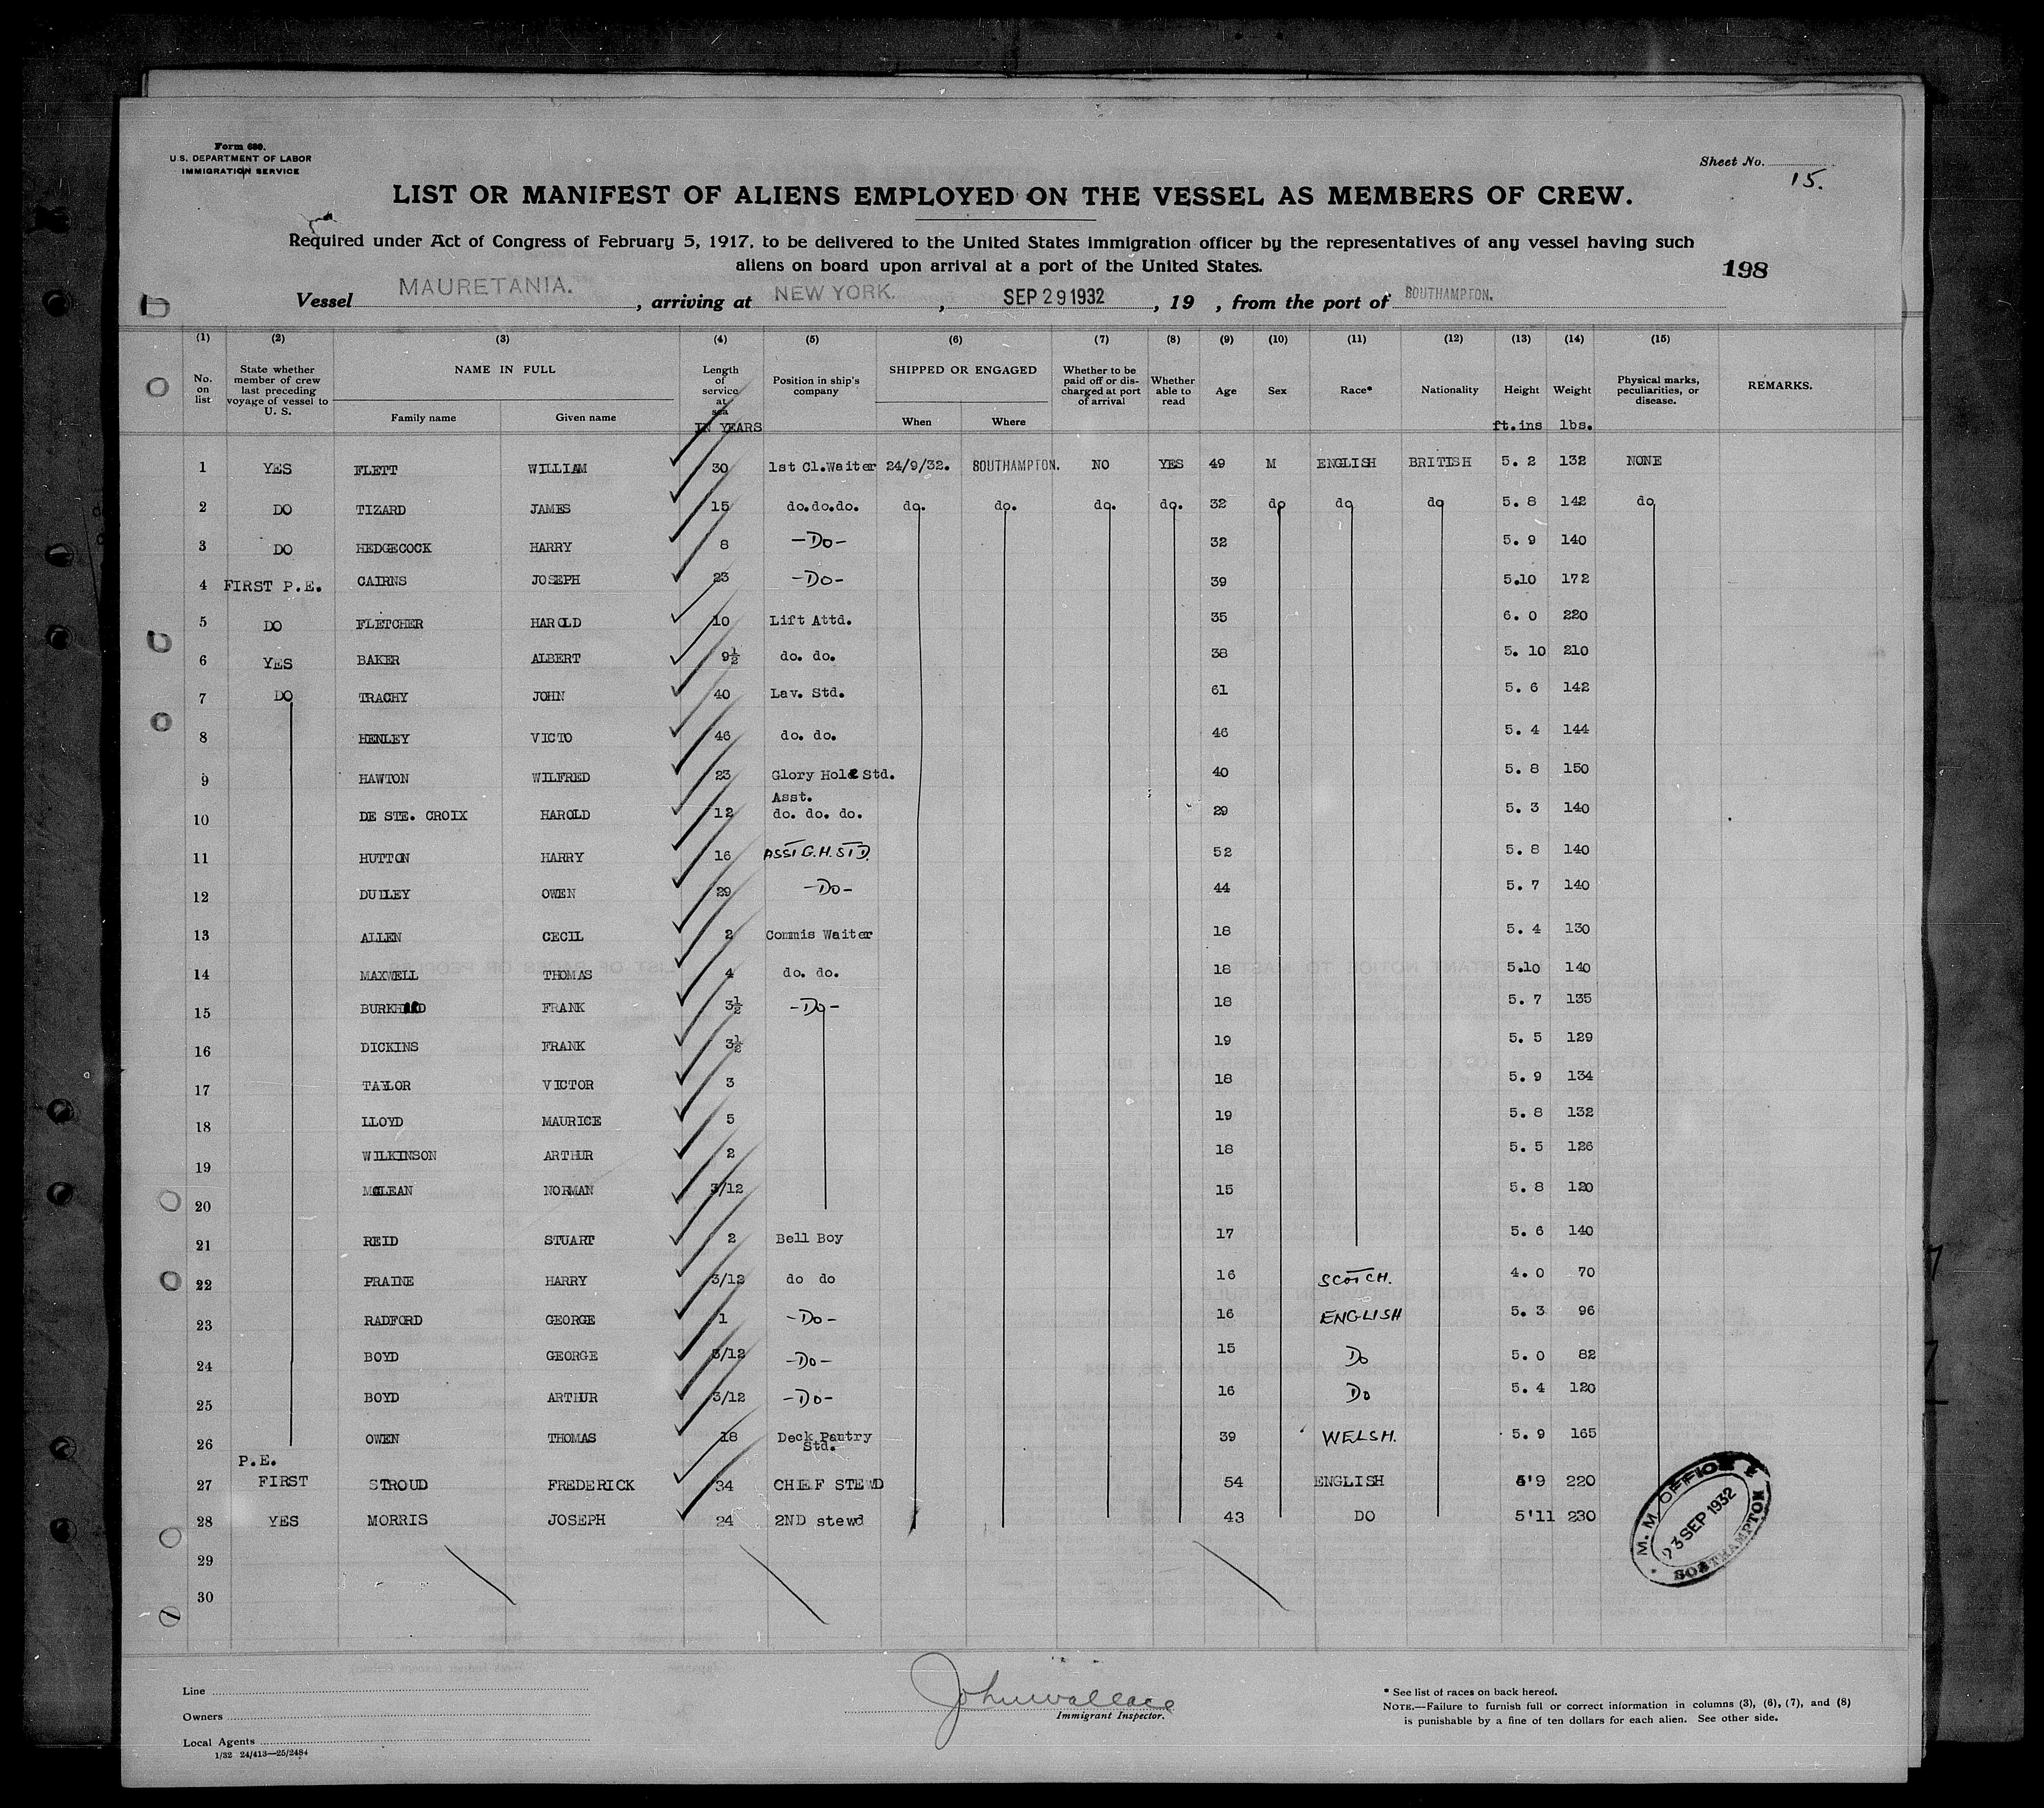 Form 680.
U.S. DEPARTMENT OF LABOR
IMMIGRATION SERVICE
Sheet No.
15.
LIST OR MANIFEST OF ALIENS EMPLOYED ON THE VESSEL AS MEMBERS OF CREW.
Required under Act of Congress of February 5, 1917, to be delivered to the United States immigration officer by the representatives of any vessel having such
aliens on board upon arrival at a port of the United States.
198
Vessel MAURETANIA. , arriving at NEW YORK. , SEP 29 1932 , 19 , from the port of SOUTHAMPTON.
(1) (2) (3) (4) (5) (6) (7) (8) (9) (10) (11) (12) (13) (14) (15)
No. on list
State whether member of crew last preceding voyage of vessel to U. S.
NAME IN FULL
Family name Given name
Length of service at sea
IN YEARS
Position in ship's company
SHIPPED OR ENGAGED
When Where
Whether to be paid off or discharged at port of arrival
Whether able to read
Age Sex Race* Nationality Height Weight
ft.ins lbs.
Physical marks, peculiarities, or disease.
REMARKS.
1 YES FLETT WILLIAM 30 1st Cl.Waiter 24/9/32. SOUTHAMPTON. NO YES 49 M ENGLISH BRITISH 5. 2 132 NONE
2 DO TIZARD JAMES 15 do.do.do. do. do. do. do. 32 do do do 5. 8 142 do
3 DO HEDGECOCK HARRY 8 -Do- 32 5. 9 140
4 FIRST P.E. CAIRNS JOSEPH 23 -Do- 39 5.10 172
5 DO FLETCHER HAROLD 10 Lift Attd. 35 6. 0 220
6 YES BAKER ALBERT 9½ do. do. 38 5. 10 210
7 DO TRACHY JOHN 40 Lav. Std. 61 5. 6 142
8 HENLEY VICTO 46 do. do. 46 5. 4 144
9 HAWTON WILFRED 23 Glory Hole Std. 40 5. 8 150
10 DE STE. CROIX HAROLD 12 Asst. do. do. do. 29 5. 3 140
11 HUTTON HARRY 16 ASST G.H. STD. 52 5. 8 140
12 DUDLEY OWEN 29 -Do- 44 5. 7 140
13 ALLEN CECIL 2 Commis Waiter 18 5. 4 130
14 MAXWELL THOMAS 4 do. do. 18 5.10 140
15 FRANK 3½ -Do- 18 5. 7 135
16 DICKINS FRANK 3½ 19 5. 5 129
17 TAYLOR VICTOR 3 18 5. 9 134
18 LLOYD MAURICE 5 19 5. 8 132
19 WILKINSON ARTHUR 2 18 5. 5 126
20 MCLEAN NORMAN 3/12 15 5. 8 120
21 REID STUART 2 Bell Boy 17 5. 6 140
22 PRAINE HARRY 3/12 do do 16 SCOTCH. 4. 0 70
23 RADFORD GEORGE 1 -Do- 16 ENGLISH 5. 3 96
24 BOYD GEORGE 3/12 -Do- 15 Do 5. 0 82
25 BOYD ARTHUR 3/12 -Do- 16 Do 5. 4 120
26 OWEN THOMAS 18 Deck Pantry Std. 39 WELSH. 5. 9 165
27 P.E. FIRST STROUD FREDERICK 34 CHIEF STEWD 54 ENGLISH 5'9 220
28 YES MORRIS JOSEPH 24 2ND stewd 43 DO 5'11 230
29
30
M. M. OFFICE
23 SEP 1932
SOUTHAMPTON
Line
Owners
Local Agents
1/32 24/413—25/2484
John Wallace
Immigrant Inspector.
* See list of races on back hereof.
NOTE.—Failure to furnish full or correct information in columns (3), (6), (7), and (8)
is punishable by a fine of ten dollars for each alien. See other side.